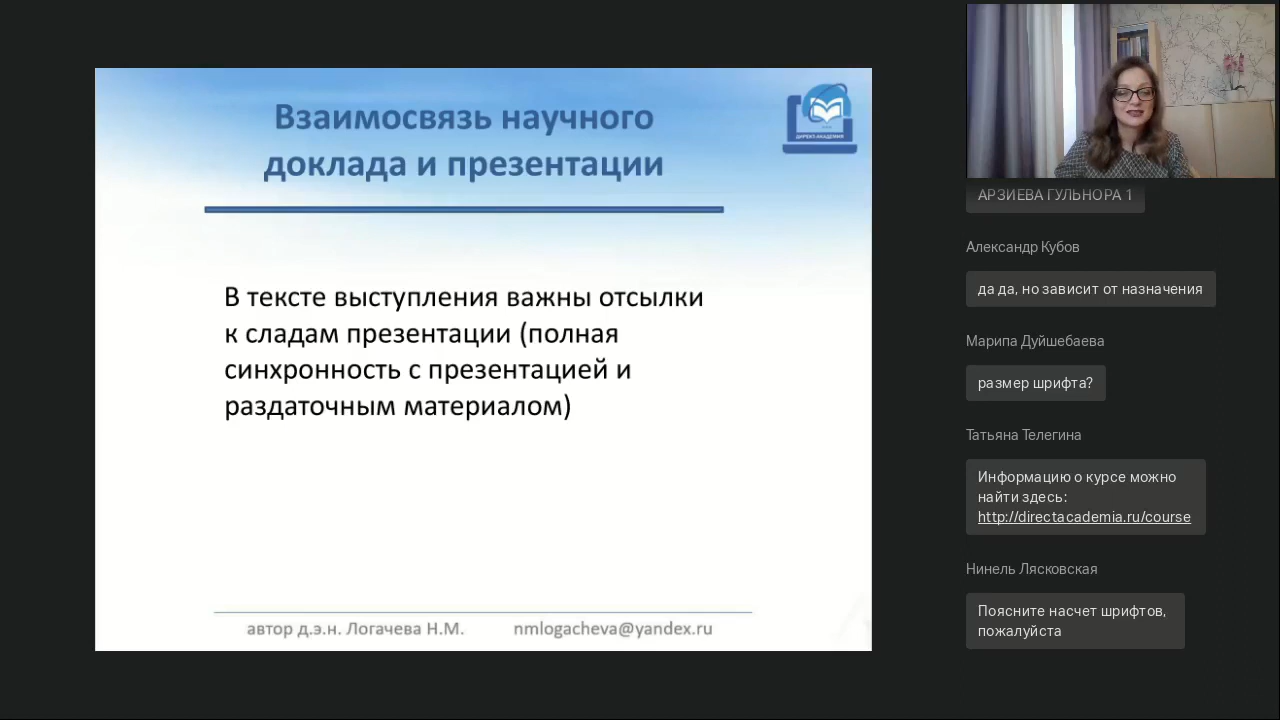 Взаимосвязь научного
доклада и презентации
ДИРЕКТ-АКАДЕМИЯ
В тексте выступления важны отсылки
к сладам презентации (полная
синхронность с презентацией и
раздаточным материалом)
автор д.э.н. Логачева Н.М. nmlogacheva@yandex.ru
АРЗИЕВА ГУЛЬНОРА 1
Александр Кубов
да да, но зависит от назначения
Марипа Дуйшебаева
размер шрифта?
Татьяна Телегина
Информацию о курсе можно
найти здесь:
http://directacademia.ru/course
Нинель Лясковская
Поясните насчет шрифтов,
пожалуйста